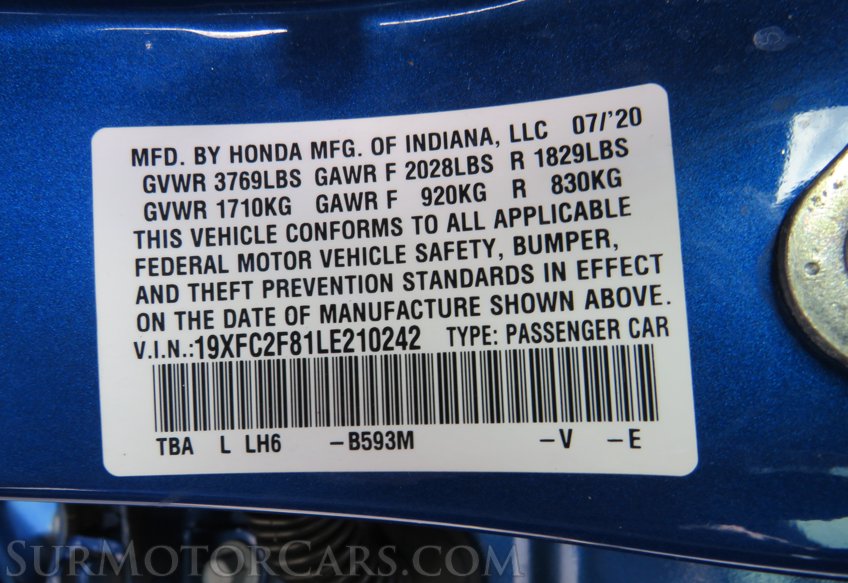 MFD. BY HONDA MFG. OF INDIANA, LLC 07/'20
GVWR 3769LBS GAWR F 2028LBS R 1829LBS
GVWR 1710KG GAWR F 920KG R 830KG
THIS VEHICLE CONFORMS TO ALL APPLICABLE
FEDERAL MOTOR VEHICLE SAFETY, BUMPER,
AND THEFT PREVENTION STANDARDS IN EFFECT
ON THE DATE OF MANUFACTURE SHOWN ABOVE.
V.I.N.:19XFC2F81LE210242 TYPE: PASSENGER CAR
TBA L LH6 –B593M –V –E
SurMotorCars.com